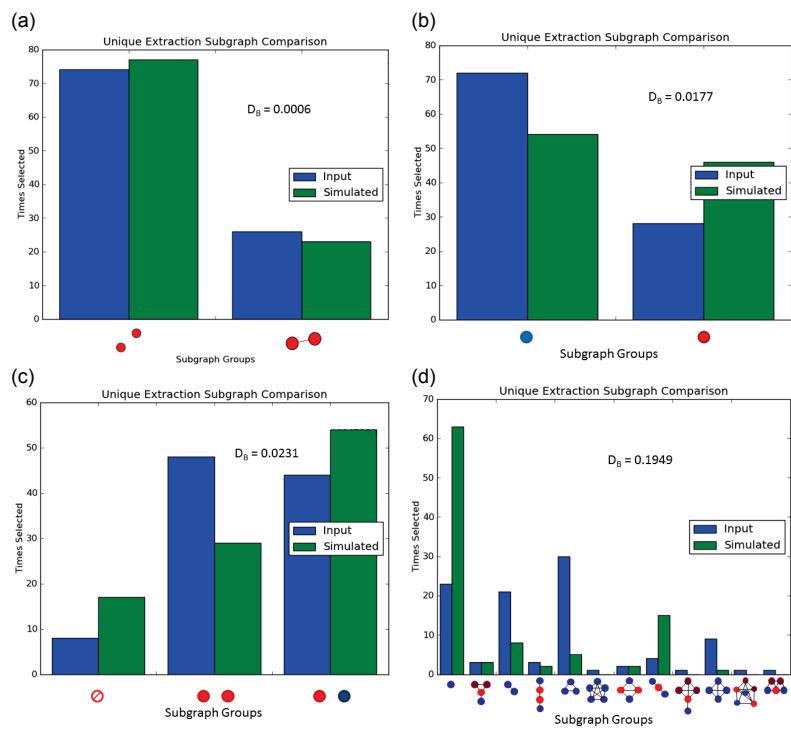 (a)
Unique Extraction Subgraph Comparison
80
70
60
50
40
30
20
10
0
Times Selected
D_B = 0.0006
Input
Simulated
Subgraph Groups
(b)
Unique Extraction Subgraph Comparison
80
70
60
50
40
30
20
10
0
Times Selected
D_B = 0.0177
Input
Simulated
Subgraph Groups
(c)
Unique Extraction Subgraph Comparison
60
50
40
30
20
10
0
Times Selected
D_B = 0.0231
Input
Simulated
Subgraph Groups
(d)
Unique Extraction Subgraph Comparison
70
60
50
40
30
20
10
0
Times Selected
D_B = 0.1949
Input
Simulated
Subgraph Groups